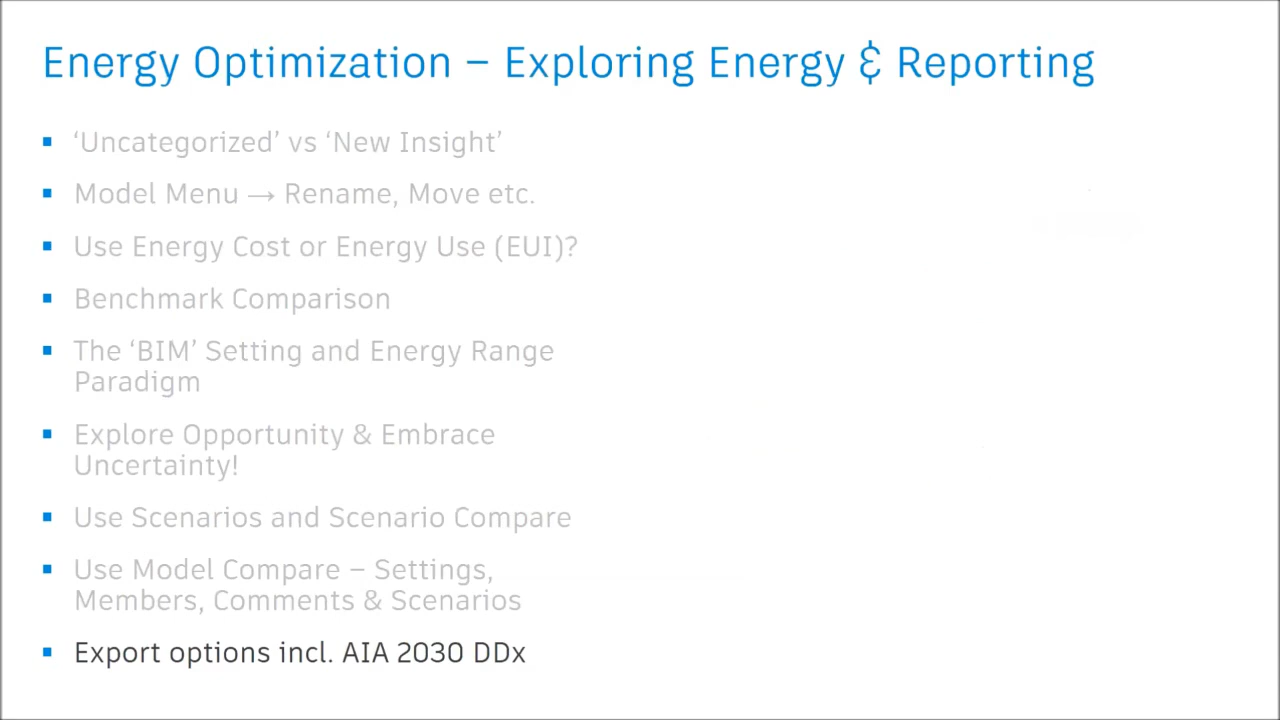 Energy Optimization – Exploring Energy & Reporting
‘Uncategorized’ vs ‘New Insight’
Model Menu → Rename, Move etc.
Use Energy Cost or Energy Use (EUI)?
Benchmark Comparison
The ‘BIM’ Setting and Energy Range
Paradigm
Explore Opportunity & Embrace
Uncertainty!
Use Scenarios and Scenario Compare
Use Model Compare – Settings,
Members, Comments & Scenarios
Export options incl. AIA 2030 DDx